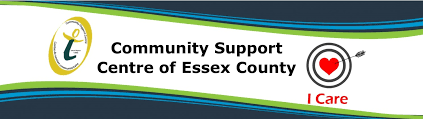 Community Support
Centre of Essex County
I Care